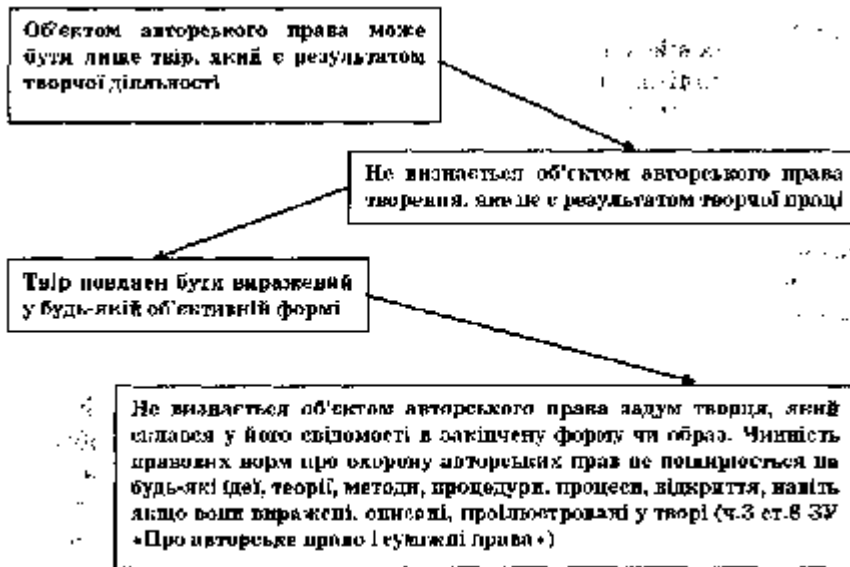 Об'єктом авторського права може
бути лише твір, який є результатом
творчої діяльності
Не визнається об'єктом авторського права
творення, яке не є результатом творчої праці
Твір повинен бути виражений
у будь-якій об'єктивній формі
Не визнається об'єктом авторського права задум творця, який
склався у його свідомості в закінчену форму чи образ. Чинність
правових норм про охорону авторських прав не поширюється на
будь-які ідеї, теорії, методи, процедури, процеси, відкриття, навіть
якщо вони виражені, описані, проілюстровані у творі (ч.3 ст.8 ЗУ
«Про авторське право і суміжні права»)